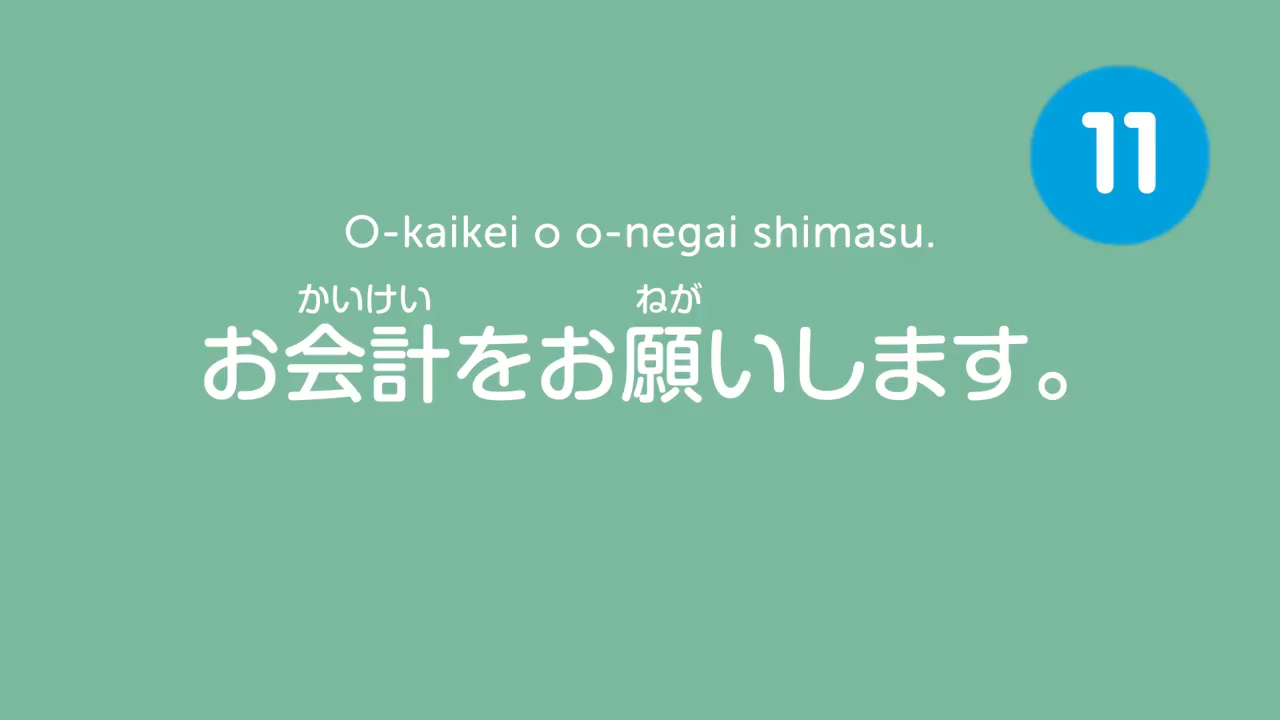 11
O-kaikei o o-negai shimasu.
かいけい ねが
お会計をお願いします。